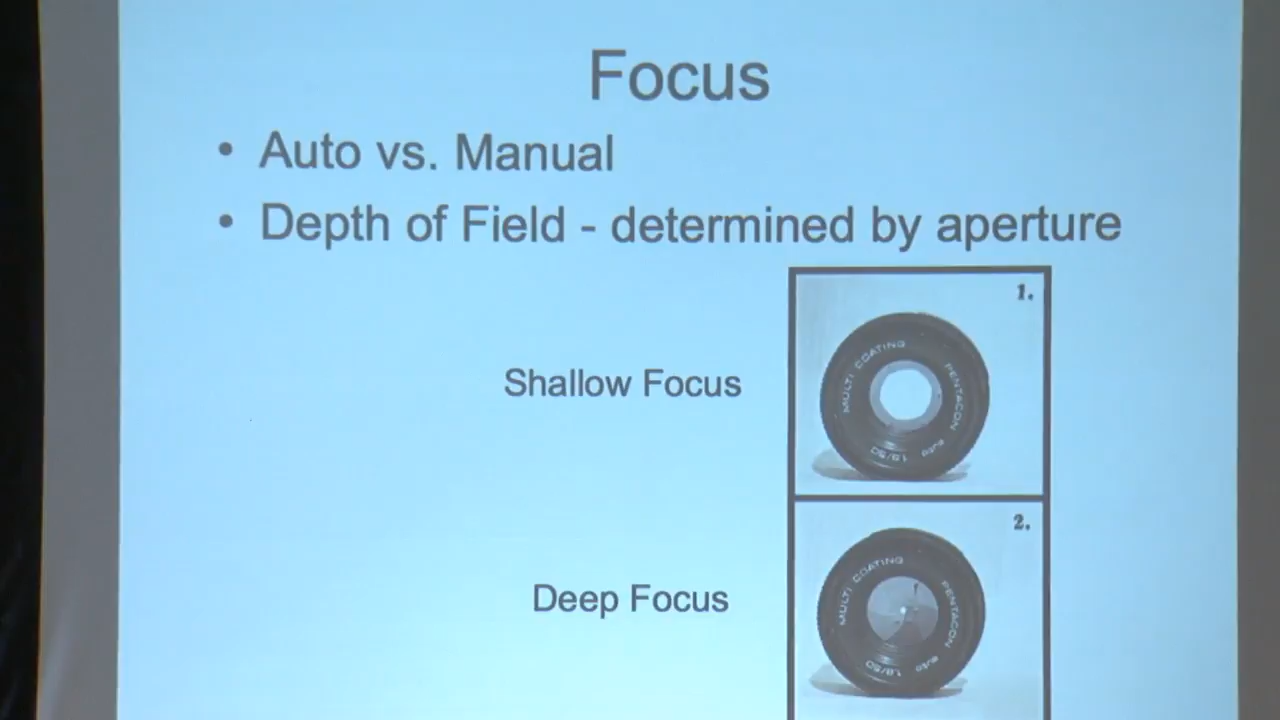 Focus
• Auto vs. Manual
• Depth of Field - determined by aperture
1.
MULTI COATING
PENTACON auto 1.8/50
Shallow Focus
2.
MULTI COATING
PENTACON auto 1.8/50
Deep Focus